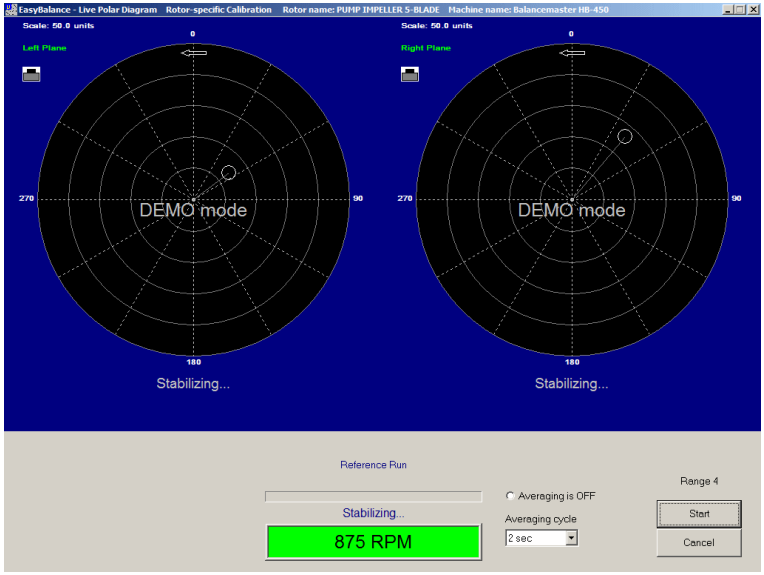 EasyBalance - Live Polar Diagram Rotor-specific Calibration Rotor name: PUMP IMPELLER 5-BLADE Machine name: Balancemaster HB-450
Scale: 50.0 units
0
Left Plane
270
90
DEMO mode
180
Stabilizing...
Scale: 50.0 units
0
Right Plane
270
90
DEMO mode
180
Stabilizing...
Reference Run
Stabilizing...
875 RPM
Averaging is OFF
Averaging cycle
2 sec
Range 4
Start
Cancel